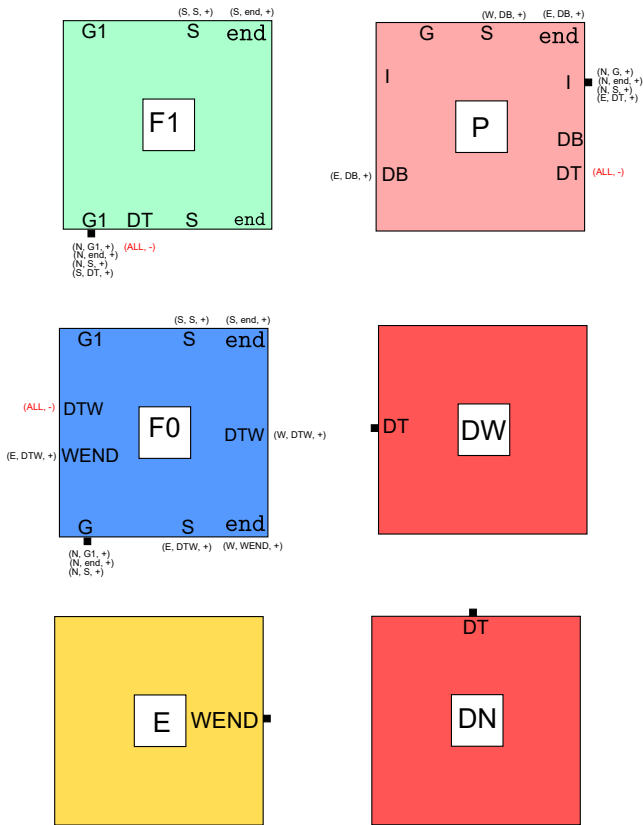 (S, S, +) (S, end, +)
G1 S end
F1
G1 DT S end
(N, G1, +) (ALL, -)
(N, end, +)
(N, S, +)
(S, DT, +)
(W, DB, +) (E, DB, +)
G S end
I I
(N, G, +)
(N, end, +)
(N, S, +)
(E, DT, +)
P
DB
(E, DB, +) DB DT (ALL, -)
(S, S, +) (S, end, +)
G1 S end
(ALL, -) DTW
F0
DTW (W, DTW, +)
(E, DTW, +) WEND
G S end
(N, G1, +) (E, DTW, +) (W, WEND, +)
(N, end, +)
(N, S, +)
DT DW
E WEND
DT
DN